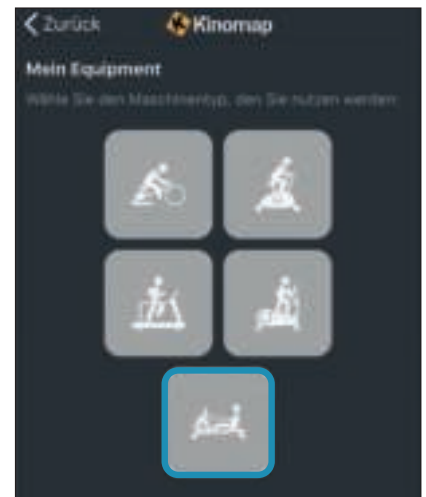 Zurück
Kinomap
Mein Equipment
Wähle Sie den Maschinentyp, den Sie nutzen werden: